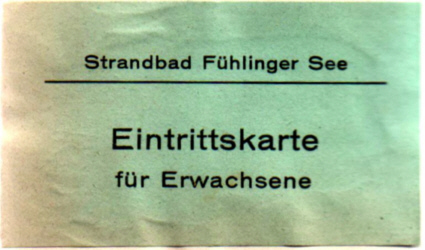 Strandbad Fühlinger See
Eintrittskarte
für Erwachsene